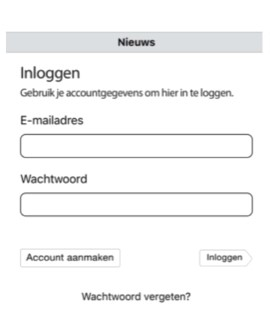 Nieuws
Inloggen
Gebruik je accountgegevens om hier in te loggen.
E-mailadres
Wachtwoord
Account aanmaken
Inloggen
Wachtwoord vergeten?